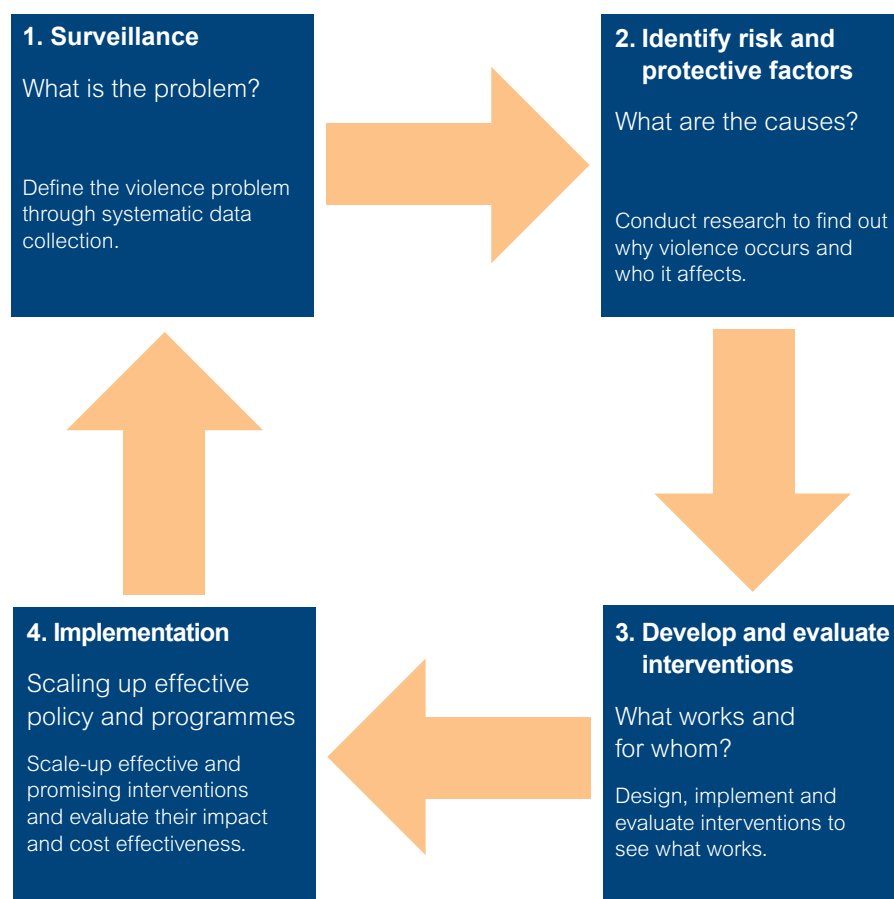 1. Surveillance
What is the problem?
Define the violence problem
through systematic data
collection.
2. Identify risk and
protective factors
What are the causes?
Conduct research to find out
why violence occurs and
who it affects.
3. Develop and evaluate
interventions
What works and
for whom?
Design, implement and
evaluate interventions to
see what works.
4. Implementation
Scaling up effective
policy and programmes
Scale-up effective and
promising interventions
and evaluate their impact
and cost effectiveness.